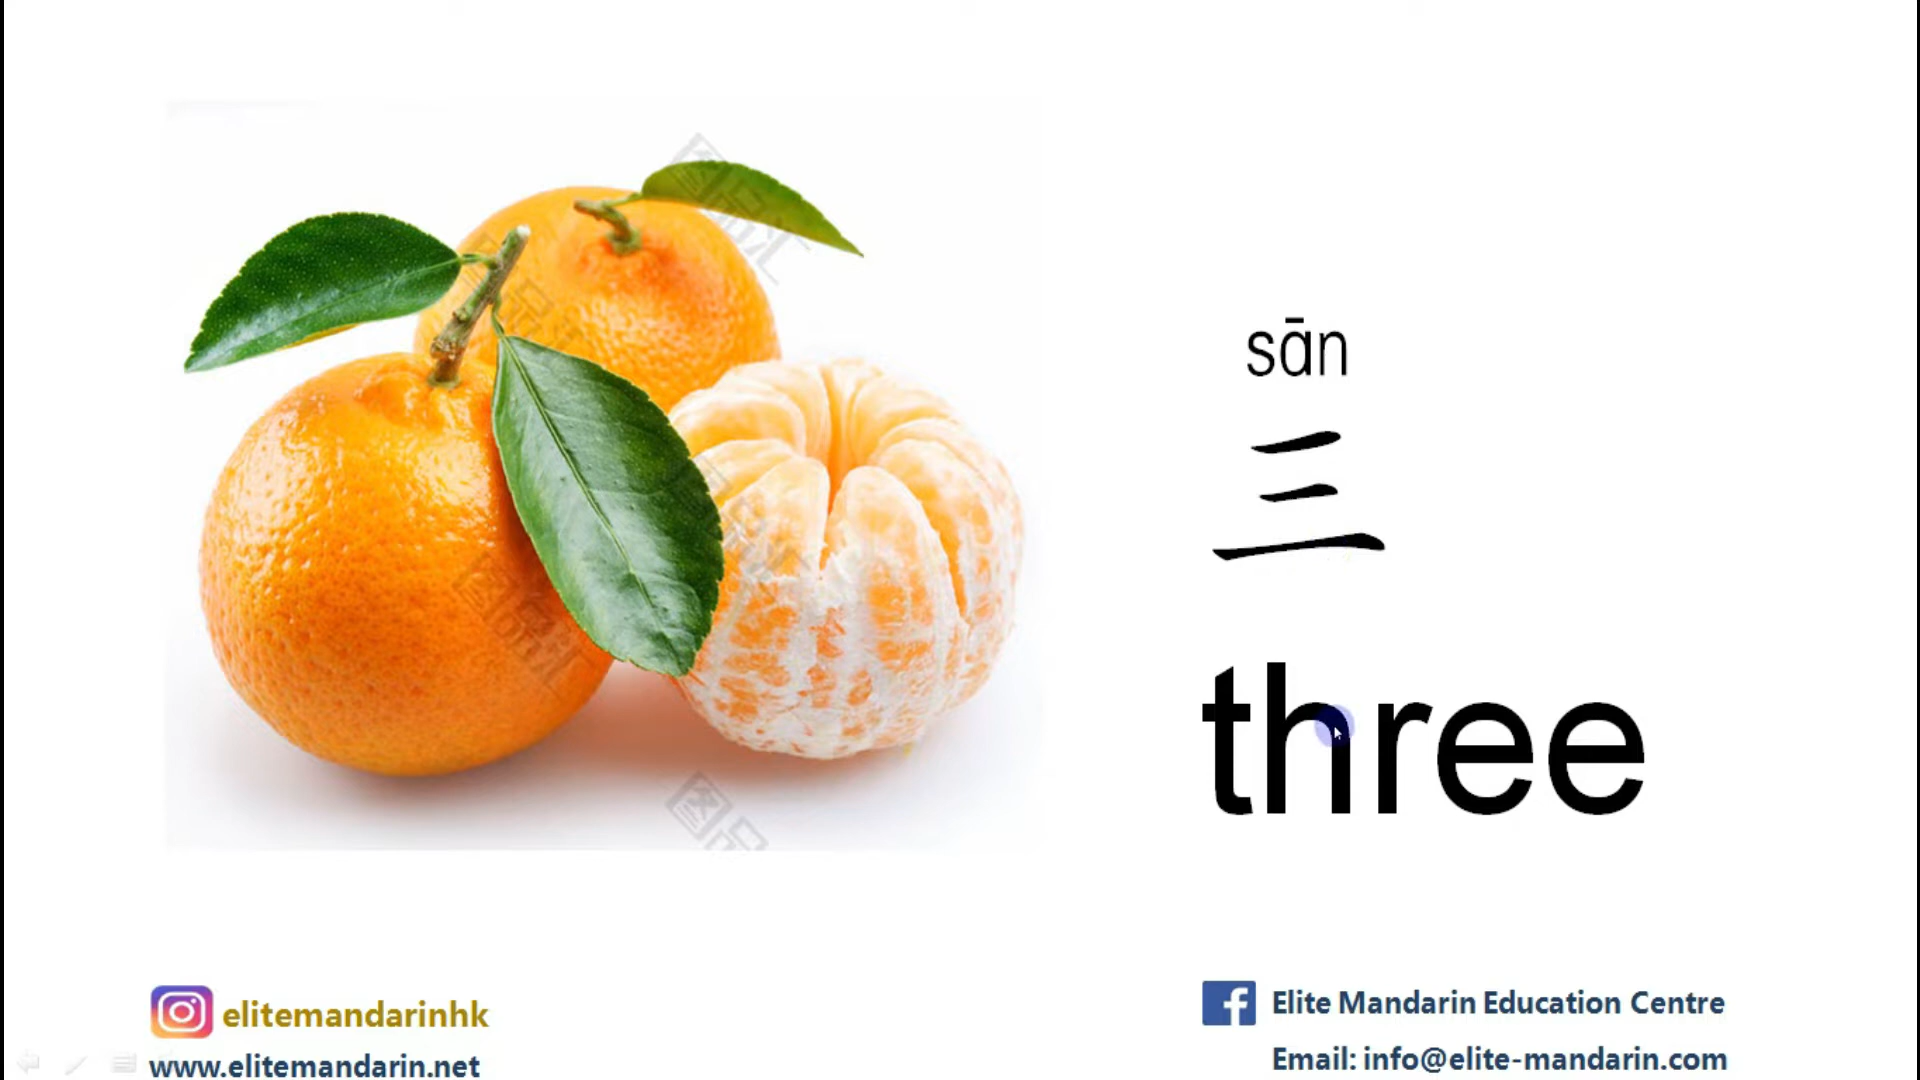 sān
三
three
elitemandarinhk
www.elitemandarin.net
Elite Mandarin Education Centre
Email: info@elite-mandarin.com